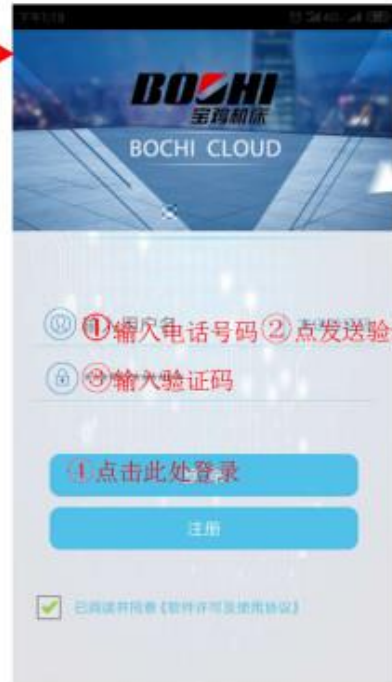 BOCHI
宝鸡机床
BOCHI CLOUD
①输入电话号码②点发送验
③输入验证码
④点击此处登录
注册
已阅读并同意《软件许可及使用协议》